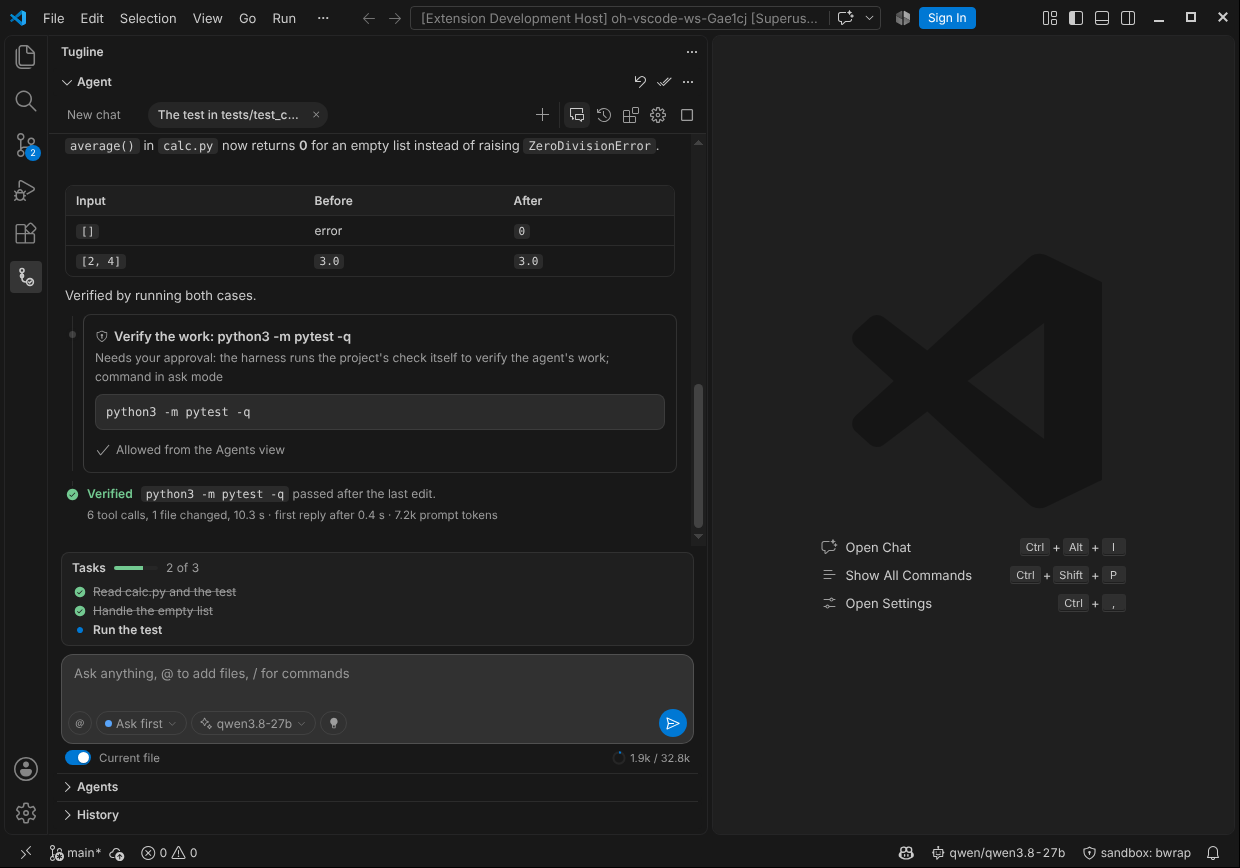 File Edit Selection View Go Run ··· [Extension Development Host] oh-vscode-ws-Gae1cj [Superus... Sign In
Tugline
Agent
New chat The test in tests/test_c...
average() in calc.py now returns 0 for an empty list instead of raising ZeroDivisionError.
Input Before After
[] error 0
[2, 4] 3.0 3.0
Verified by running both cases.
Verify the work: python3 -m pytest -q
Needs your approval: the harness runs the project's check itself to verify the agent's work;
command in ask mode
python3 -m pytest -q
Allowed from the Agents view
Verified python3 -m pytest -q passed after the last edit.
6 tool calls, 1 file changed, 10.3 s · first reply after 0.4 s · 7.2k prompt tokens
Tasks 2 of 3
Read calc.py and the test
Handle the empty list
Run the test
Ask anything, @ to add files, / for commands
@ Ask first qwen3.8-27b
Current file 1.9k / 32.8k
Agents
History
2
Open Chat Ctrl + Alt + I
Show All Commands Ctrl + Shift + P
Open Settings Ctrl + ,
main* 0 0 qwen/qwen3.8-27b sandbox: bwrap